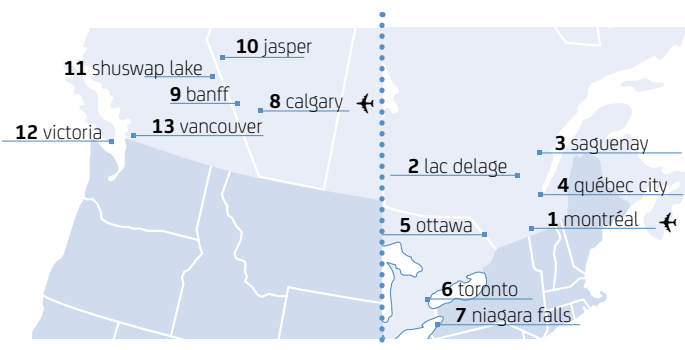 10 jasper
11 shuswap lake
9 banff
8 calgary
12 victoria
13 vancouver
3 saguenay
2 lac delage
4 québec city
1 montréal
5 ottawa
6 toronto
7 niagara falls